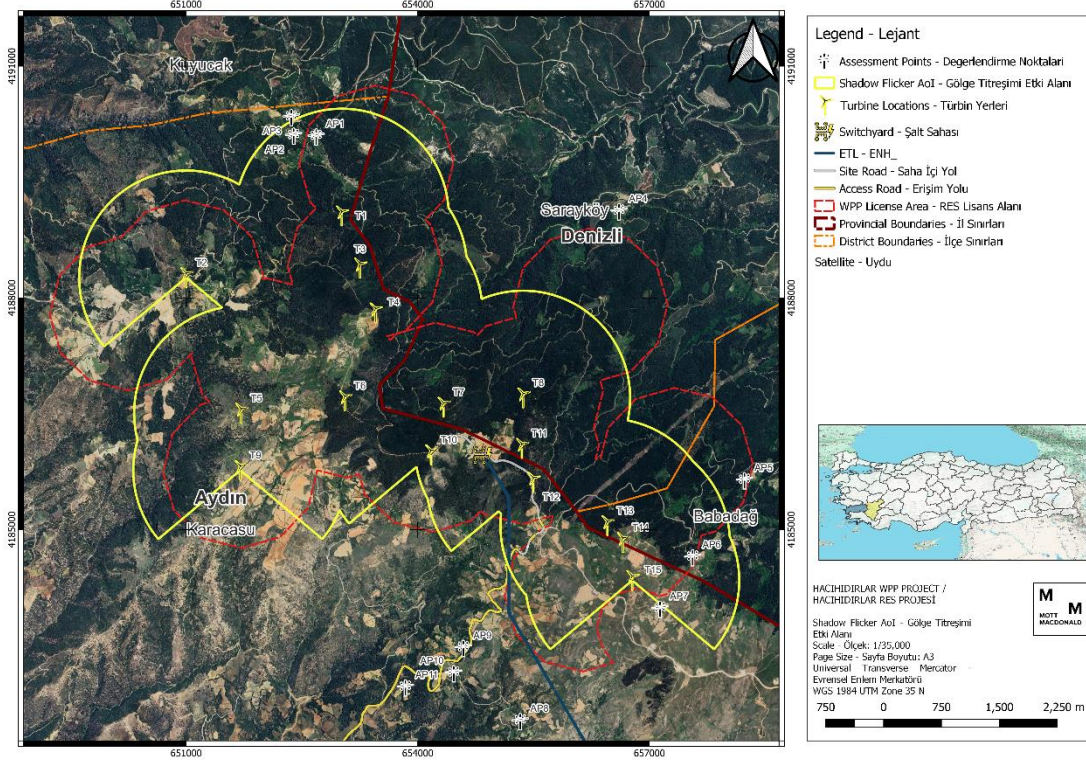 651000
654000
657000
4191000
4191000
Kuyucak
AP3
AP1
AP2
Sarayköy
AP4
Denizli
T1
T2
T3
4188000
4188000
T4
T5
T6
T7
T8
T10
T11
T9
T12
Aydın
Karacasu
AP5
Babadağ
T13
T14
4185000
4185000
AP6
T15
AP7
AP9
AP10
AP11
AP8
651000
654000
657000
Legend - Lejant
Assessment Points - Degerlendirme Noktaları
Shadow Flicker AoI - Gölge Titreşimi Etki Alanı
Turbine Locations - Türbin Yerleri
Switchyard - Şalt Sahası
ETL - ENH_
Site Road - Saha İçi Yol
Access Road - Erişim Yolu
WPP License Area - RES Lisans Alanı
Provincial Boundaries - İl Sınırları
District Boundaries - İlçe Sınırları
Satellite - Uydu
HACIHIDIRLAR WPP PROJECT /
HACIHIDIRLAR RES PROJESİ
M
M
MOTT
MACDONALD
Shadow Flicker AoI - Gölge Titreşimi
Etki Alanı
Scale - Ölçek: 1/35,000
Page Size - Sayfa Boyutu: A3
Universal Transverse Mercator -
Evrensel Enlem Merkatörü
WGS 1984 UTM Zone 35 N
750 0 750 1,500 2,250 m